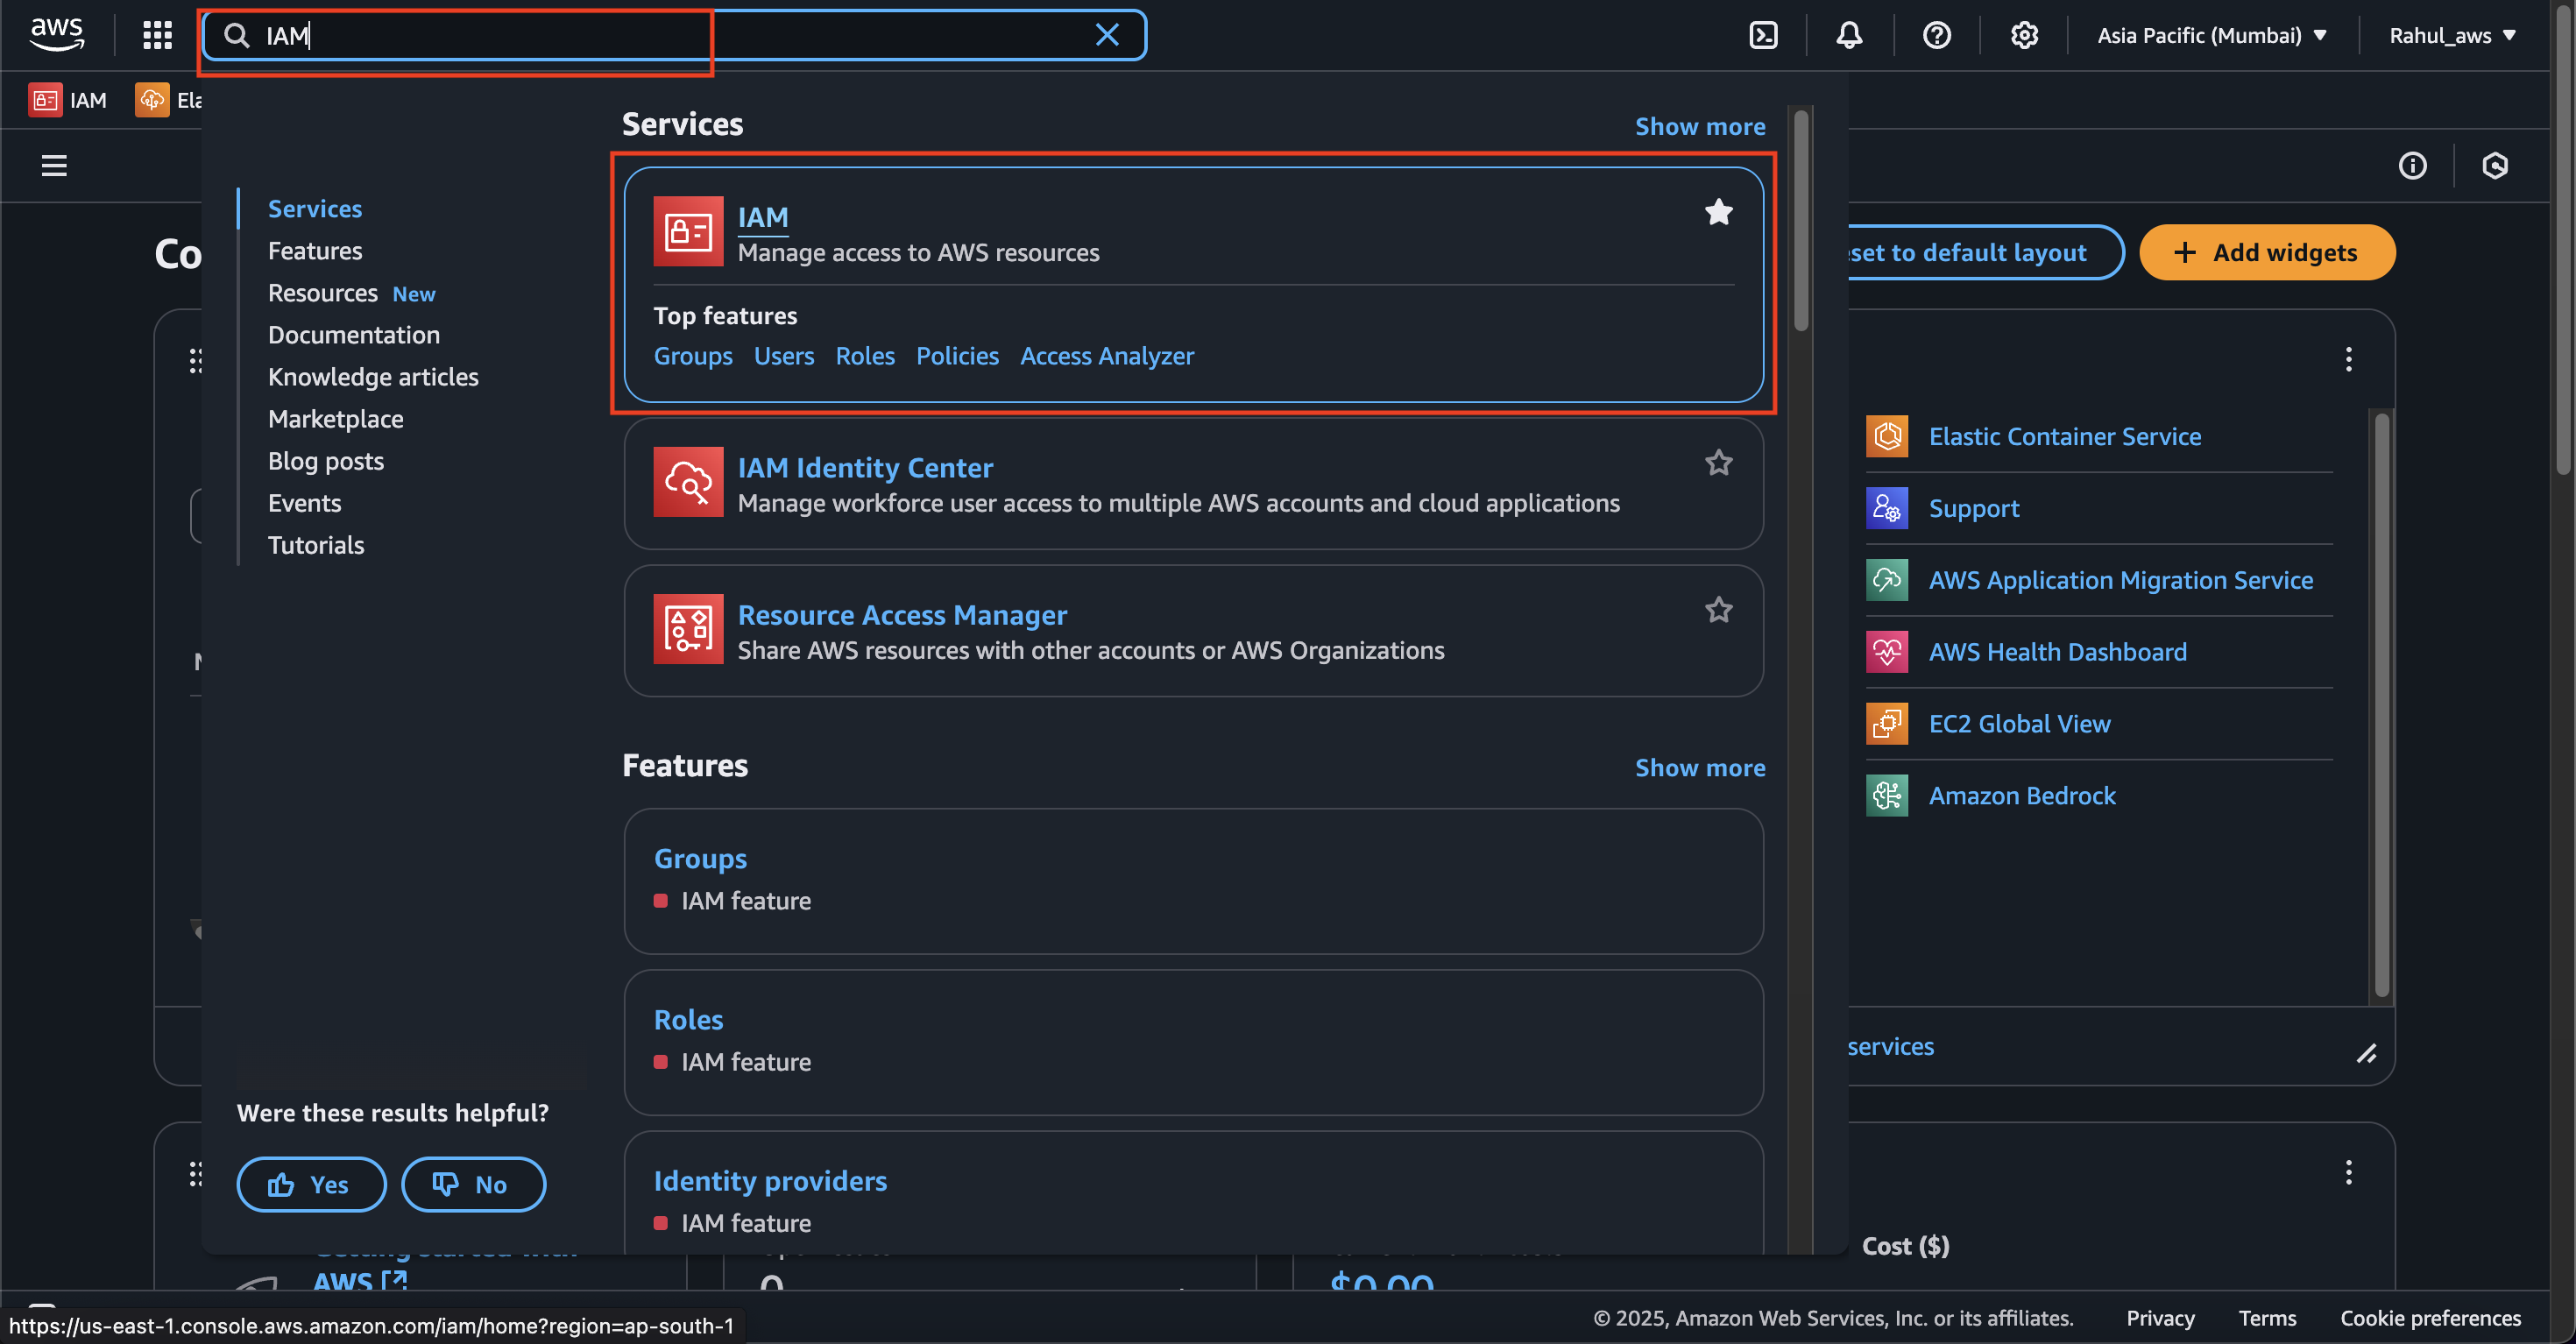 aws
IAM
Asia Pacific (Mumbai)
Rahul_aws
IAM
Ela
Services
Show more
Services
Features
Resources New
Documentation
Knowledge articles
Marketplace
Blog posts
Events
Tutorials
IAM
Manage access to AWS resources
Top features
Groups Users Roles Policies Access Analyzer
IAM Identity Center
Manage workforce user access to multiple AWS accounts and cloud applications
Resource Access Manager
Share AWS resources with other accounts or AWS Organizations
Features
Show more
Groups
IAM feature
Roles
IAM feature
Identity providers
IAM feature
Were these results helpful?
Yes
No
Co
set to default layout
+ Add widgets
Elastic Container Service
Support
AWS Application Migration Service
AWS Health Dashboard
EC2 Global View
Amazon Bedrock
services
Getting started with
AWS
0
$0.00
Cost ($)
https://us-east-1.console.aws.amazon.com/iam/home?region=ap-south-1
© 2025, Amazon Web Services, Inc. or its affiliates.
Privacy
Terms
Cookie preferences